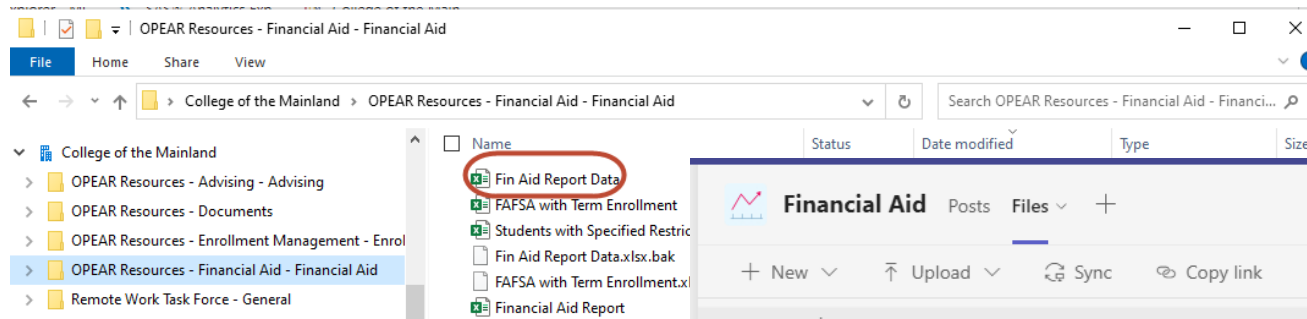 OPEAR Resources - Financial Aid - Financial Aid
File Home Share View
College of the Mainland > OPEAR Resources - Financial Aid - Financial Aid
Search OPEAR Resources - Financial Aid - Financi...
College of the Mainland
OPEAR Resources - Advising - Advising
OPEAR Resources - Documents
OPEAR Resources - Enrollment Management - Enrol
OPEAR Resources - Financial Aid - Financial Aid
Remote Work Task Force - General
Name Status Date modified Type Size
Fin Aid Report Data
FAFSA with Term Enrollment
Students with Specified Restric
Fin Aid Report Data.xlsx.bak
FAFSA with Term Enrollment.xl
Financial Aid Report
Financial Aid Posts Files +
+ New Upload Sync Copy link